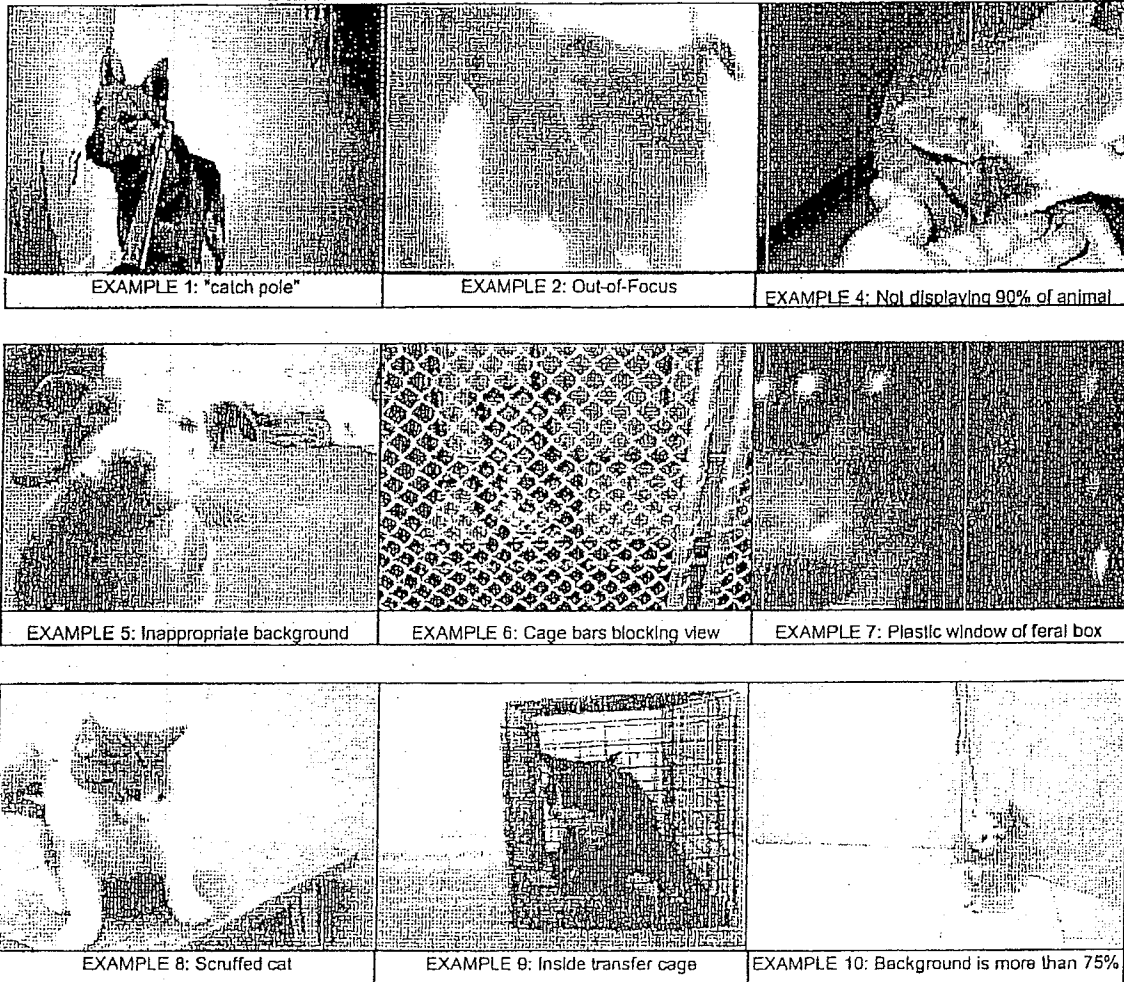 EXAMPLE 1: "catch pole"
EXAMPLE 2: Out-of-Focus
EXAMPLE 4: Not displaying 90% of animal
EXAMPLE 5: Inappropriate background
EXAMPLE 6: Cage bars blocking view
EXAMPLE 7: Plastic window of feral box
EXAMPLE 8: Scruffed cat
EXAMPLE 9: Inside transfer cage
EXAMPLE 10: Background is more than 75%